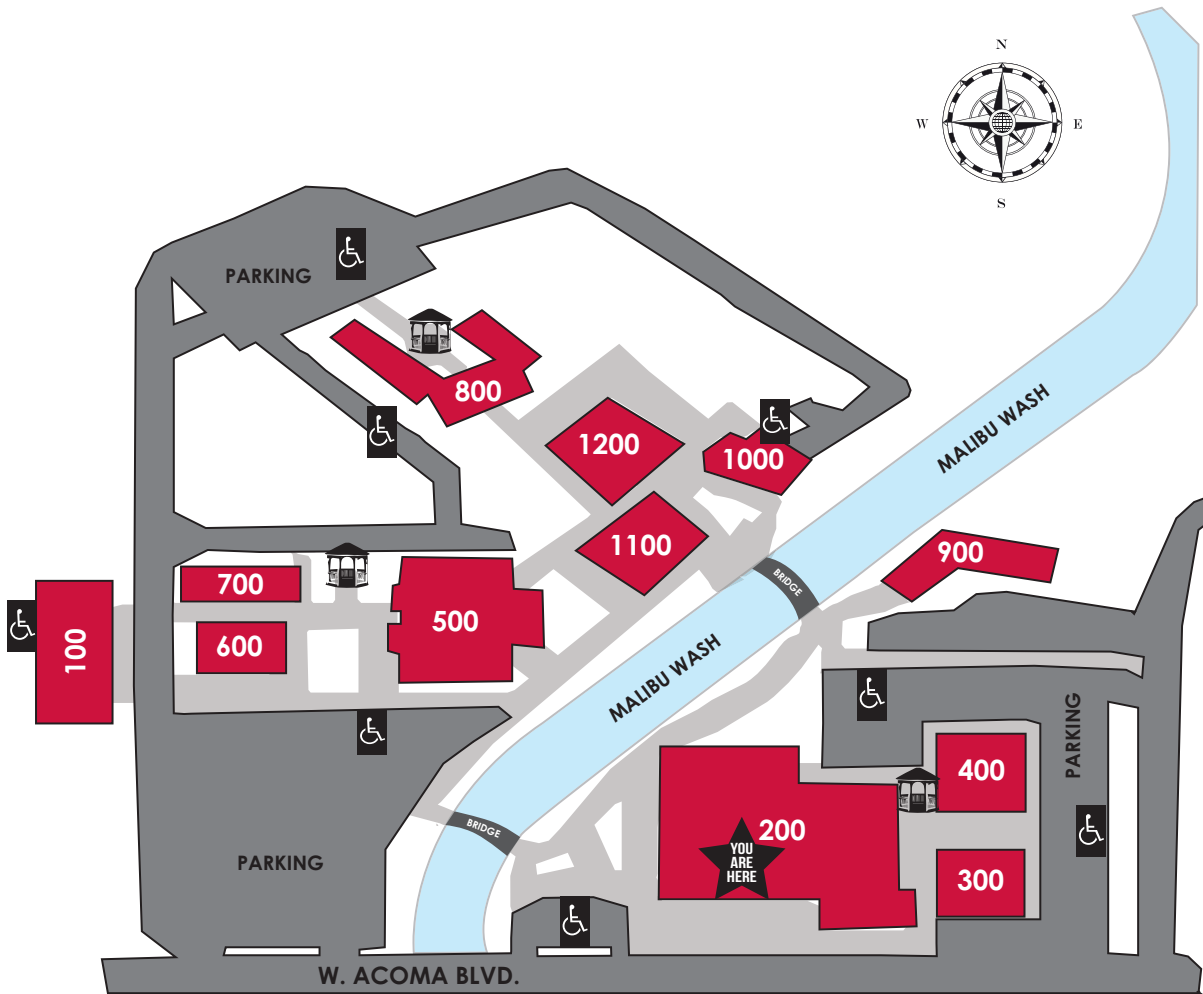 N
W
E
S
PARKING
800
1200
1000
MALIBU WASH
1100
900
BRIDGE
700
500
600
100
MALIBU WASH
PARKING
400
BRIDGE
200
YOU
ARE
HERE
PARKING
300
W. ACOMA BLVD.